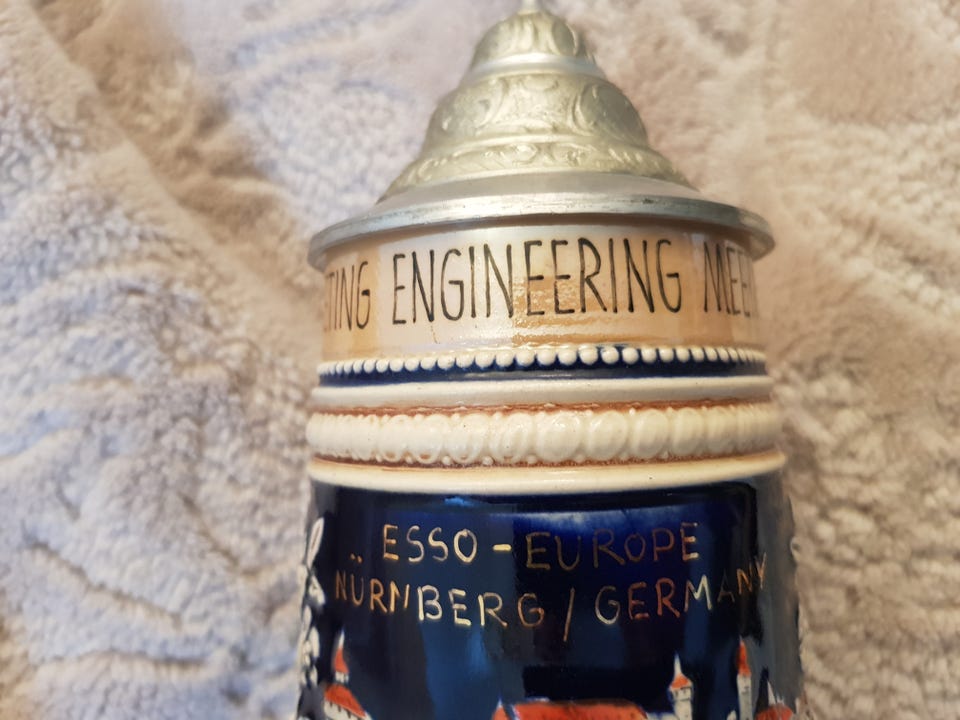 ENGINEERING
ESSO-EUROPE
NÜRNBERG / GERMANY